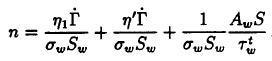 n = \frac{\eta_1 \dot{\Gamma}}{\sigma_w S_w} + \frac{\eta' \dot{\Gamma}}{\sigma_w S_w} + \frac{1}{\sigma_w S_w} \frac{A_w S}{\tau_w^t}.